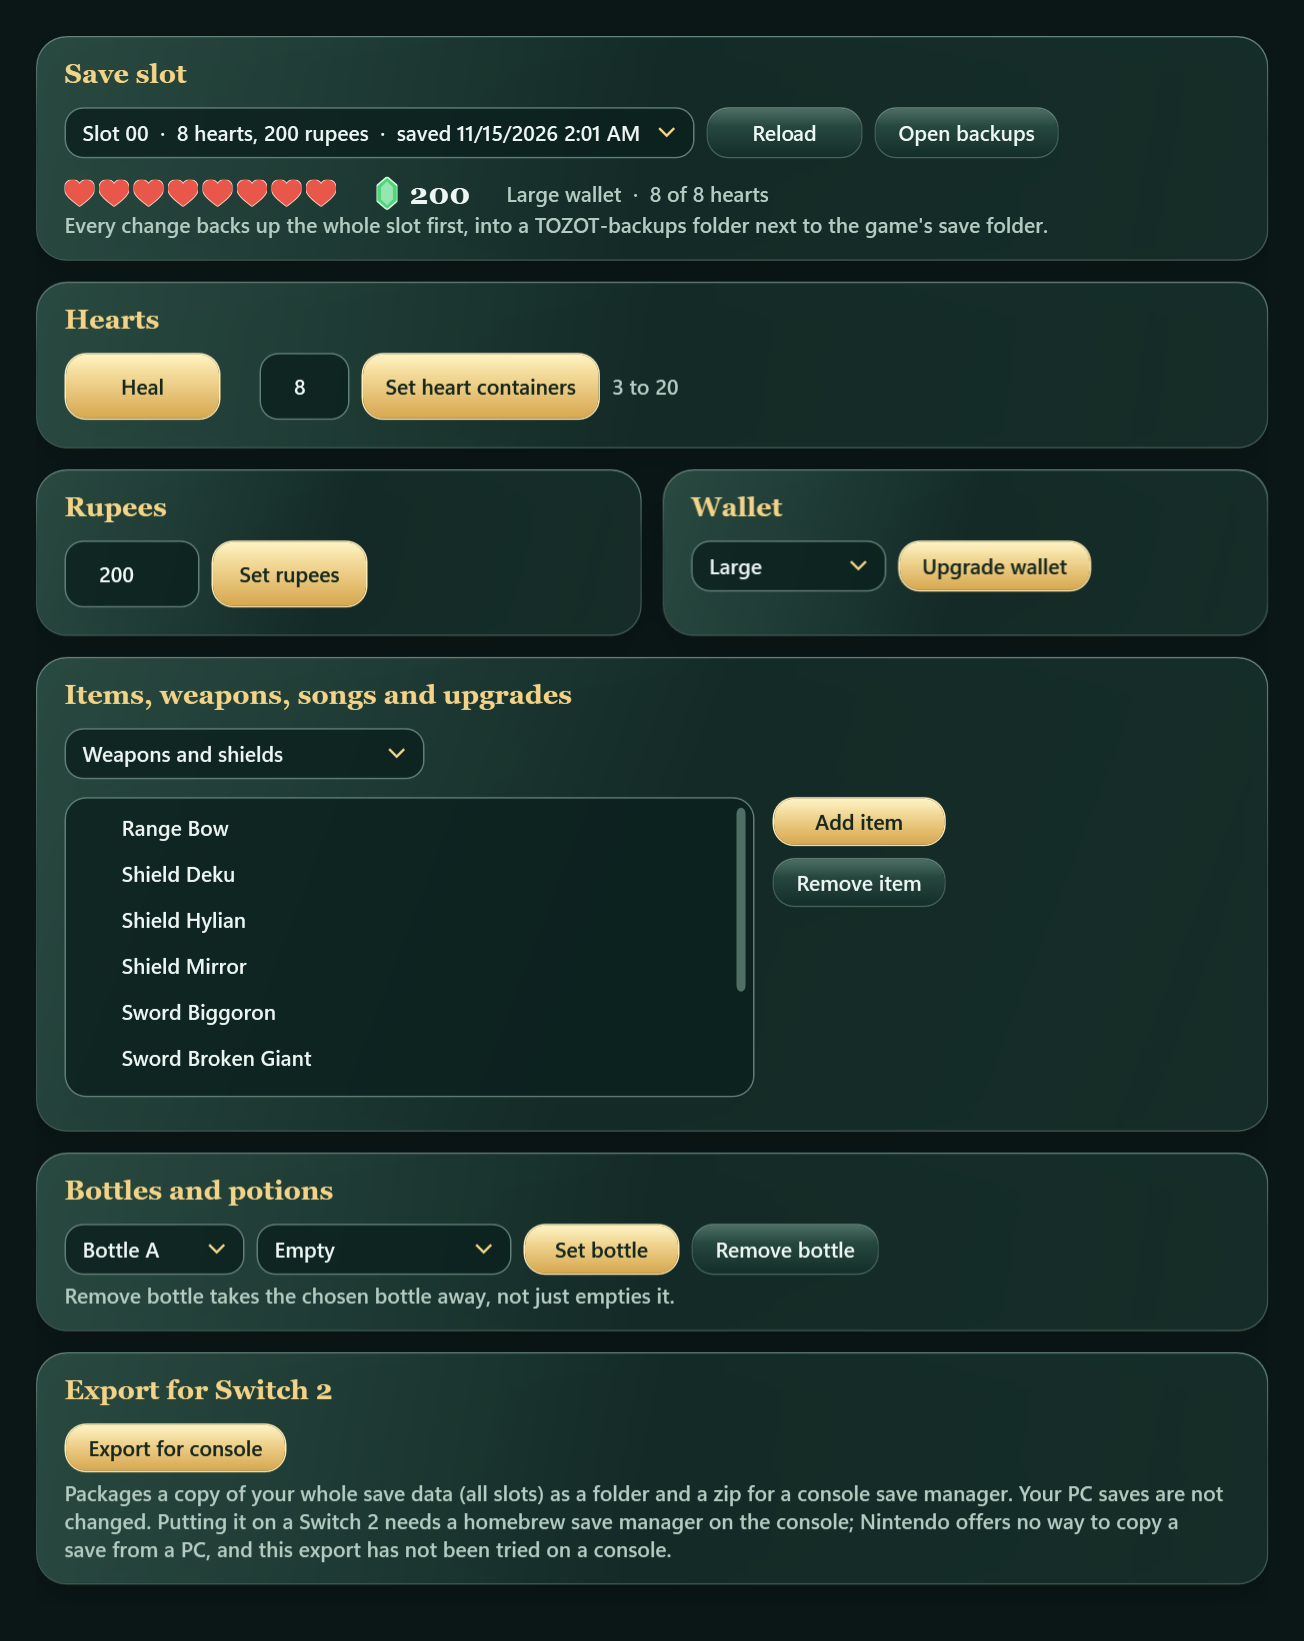 Save slot
Slot 00 · 8 hearts, 200 rupees · saved 11/15/2026 2:01 AM
Reload
Open backups
200
Large wallet · 8 of 8 hearts
Every change backs up the whole slot first, into a TOZOT-backups folder next to the game's save folder.
Hearts
Heal
8
Set heart containers
3 to 20
Rupees
200
Set rupees
Wallet
Large
Upgrade wallet
Items, weapons, songs and upgrades
Weapons and shields
Range Bow
Shield Deku
Shield Hylian
Shield Mirror
Sword Biggoron
Sword Broken Giant
Add item
Remove item
Bottles and potions
Bottle A
Empty
Set bottle
Remove bottle
Remove bottle takes the chosen bottle away, not just empties it.
Export for Switch 2
Export for console
Packages a copy of your whole save data (all slots) as a folder and a zip for a console save manager. Your PC saves are not
changed. Putting it on a Switch 2 needs a homebrew save manager on the console; Nintendo offers no way to copy a
save from a PC, and this export has not been tried on a console.